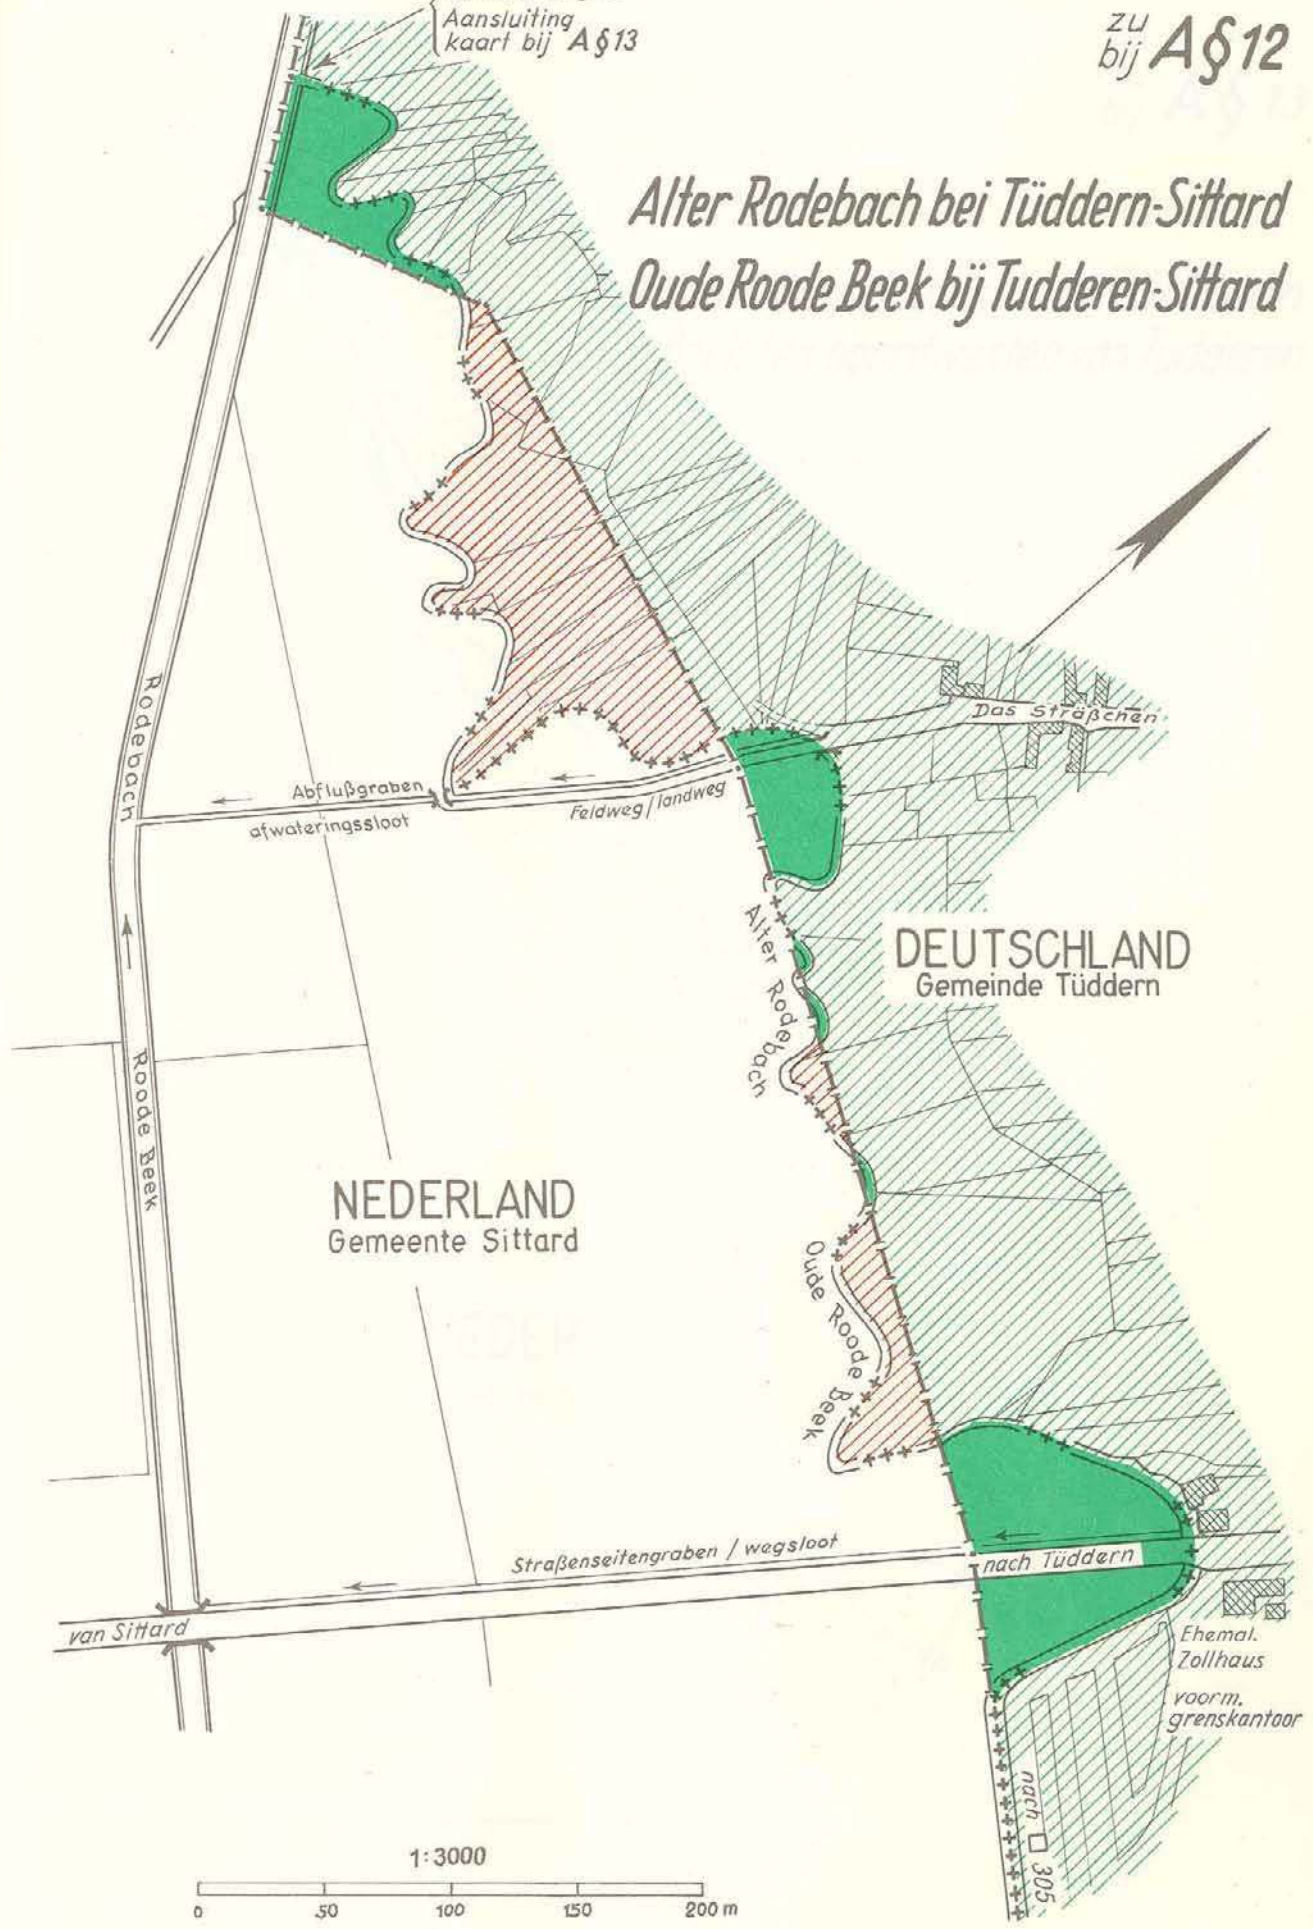 Aansluiting
kaart bij A§13
zu
bij A§12
Alter Rodebach bei Tüddern-Sittard
Oude Roode Beek bij Tudderen-Sittard
Das Sträßchen
Rodebach
Abflußgraben
afwateringssloot
Feldweg/landweg
Alter Rodebach
DEUTSCHLAND
Gemeinde Tüddern
Roode Beek
NEDERLAND
Gemeente Sittard
Oude Roode Beek
Straßenseitengraben / wegsloot
nach Tüddern
van Sittard
Ehemal.
Zollhaus
voorm.
grenskantoor
nach □ 305
1:3000
0 50 100 150 200 m